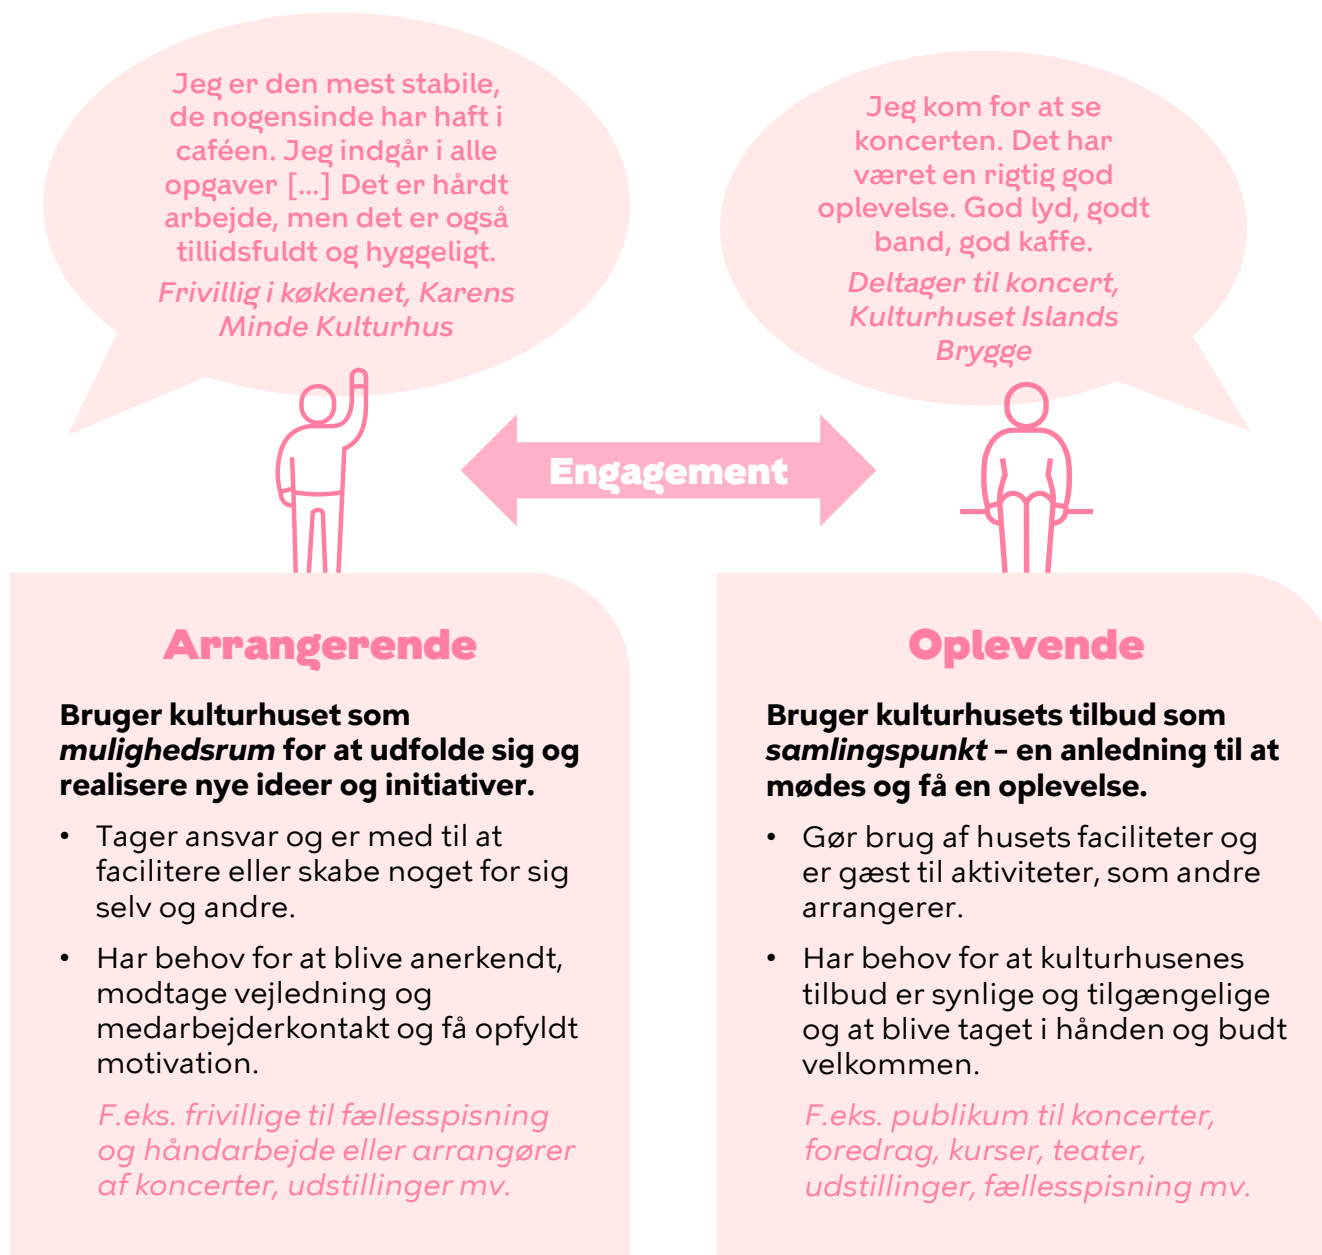 Jeg er den mest stabile,
de nogensinde har haft i
caféen. Jeg indgår i alle
opgaver [...] Det er hårdt
arbejde, men det er også
tillidsfuldt og hyggeligt.
Frivillig i køkkenet, Karens
Minde Kulturhus
Jeg kom for at se
koncerten. Det har
været en rigtig god
oplevelse. God lyd, godt
band, god kaffe.
Deltager til koncert,
Kulturhuset Islands
Brygge
Engagement
Arrangerende
Bruger kulturhuset som
mulighedsrum for at udfolde sig og
realisere nye ideer og initiativer.
• Tager ansvar og er med til at
facilitere eller skabe noget for sig
selv og andre.
• Har behov for at blive anerkendt,
modtage vejledning og
medarbejderkontakt og få opfyldt
motivation.
F.eks. frivillige til fællesspisning
og håndarbejde eller arrangører
af koncerter, udstillinger mv.
Oplevende
Bruger kulturhusets tilbud som
samlingspunkt – en anledning til at
mødes og få en oplevelse.
• Gør brug af husets faciliteter og
er gæst til aktiviteter, som andre
arrangerer.
• Har behov for at kulturhusenes
tilbud er synlige og tilgængelige
og at blive taget i hånden og budt
velkommen.
F.eks. publikum til koncerter,
foredrag, kurser, teater,
udstillinger, fællesspisning mv.